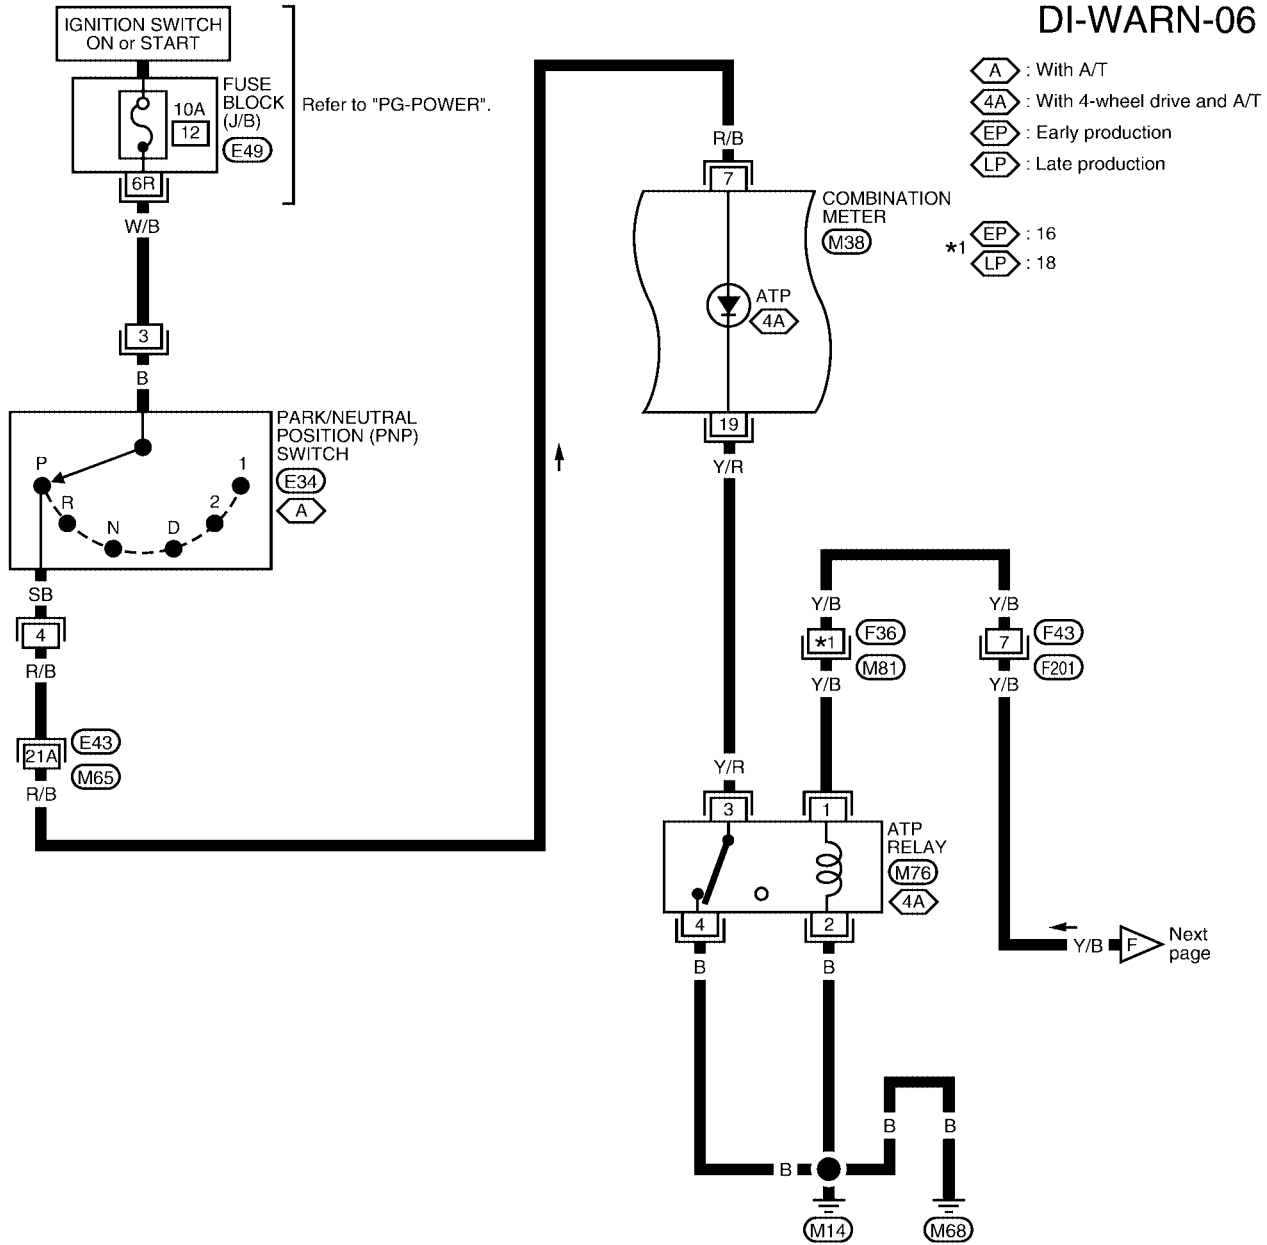 DI-WARN-06
IGNITION SWITCH
ON or START
FUSE
BLOCK
(J/B)
10A
12
E49
Refer to "PG-POWER".
6R
W/B
3
B
PARK/NEUTRAL
POSITION (PNP)
SWITCH
E34
A
P
R
N
D
2
1
SB
4
R/B
21A
E43
M65
R/B
R/B
7
COMBINATION
METER
M38
ATP
4A
19
Y/R
Y/R
A : With A/T
4A : With 4-wheel drive and A/T
EP : Early production
LP : Late production
*1
EP : 16
LP : 18
Y/B
Y/B
*1
F36
M81
7
F43
F201
Y/B
Y/B
3
1
ATP
RELAY
M76
4A
4
2
B
B
Y/B
F
Next
page
B
B
B
M14
M68